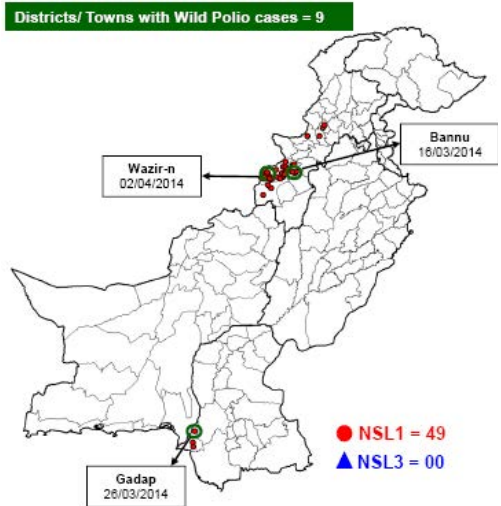 Districts/ Towns with Wild Polio cases = 9
Bannu
16/03/2014
Wazir-n
02/04/2014
NSL1 = 49
NSL3 = 00
Gadap
26/03/2014